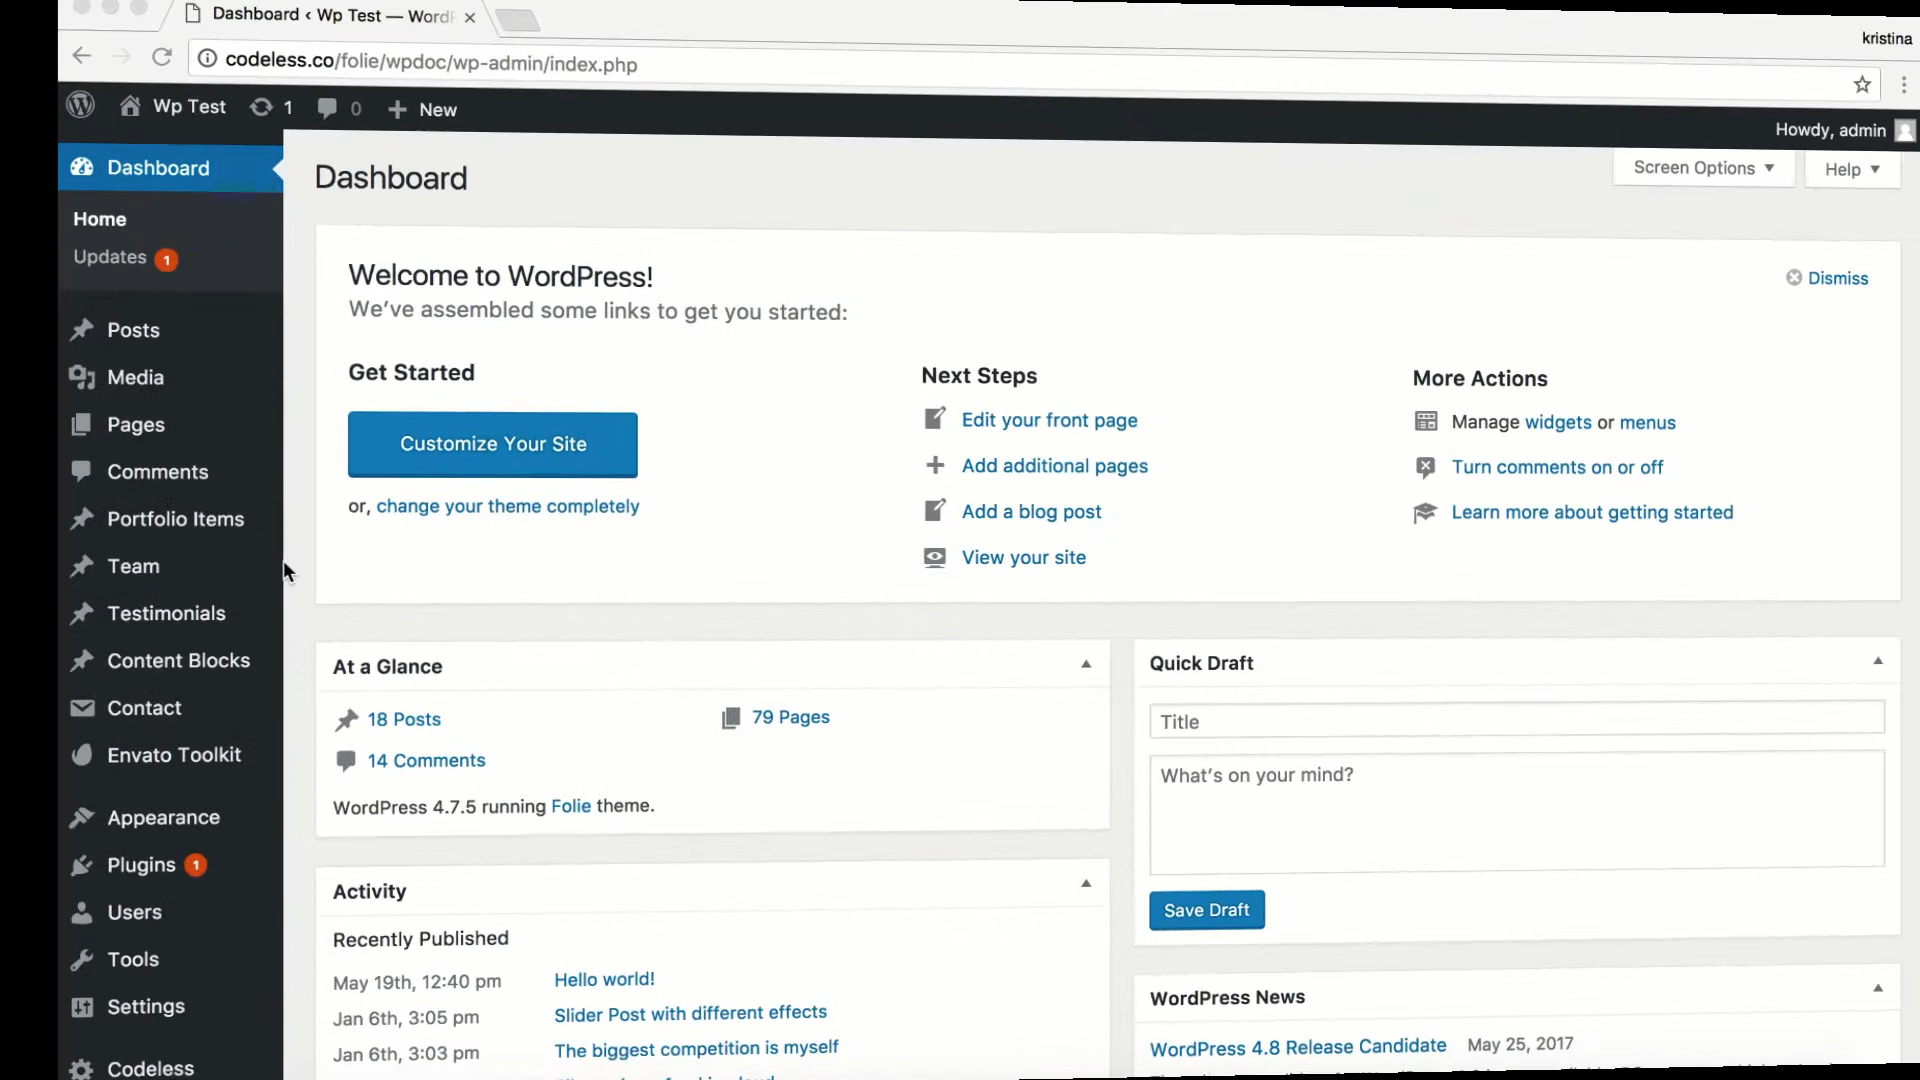 Dashboard ‹ Wp Test — WordP
kristina
codeless.co/folie/wpdoc/wp-admin/index.php
Wp Test 1 0 New
Howdy, admin
Dashboard
Home
Updates 1
Posts
Media
Pages
Comments
Portfolio Items
Team
Testimonials
Content Blocks
Contact
Envato Toolkit
Appearance
Plugins 1
Users
Tools
Settings
Codeless
Dashboard
Screen Options
Help
Welcome to WordPress!
We've assembled some links to get you started:
Dismiss
Get Started
Customize Your Site
or, change your theme completely
Next Steps
Edit your front page
Add additional pages
Add a blog post
View your site
More Actions
Manage widgets or menus
Turn comments on or off
Learn more about getting started
At a Glance
18 Posts
79 Pages
14 Comments
WordPress 4.7.5 running Folie theme.
Activity
Recently Published
May 19th, 12:40 pm Hello world!
Jan 6th, 3:05 pm Slider Post with different effects
Jan 6th, 3:03 pm The biggest competition is myself
Quick Draft
Title
What's on your mind?
Save Draft
WordPress News
WordPress 4.8 Release Candidate May 25, 2017